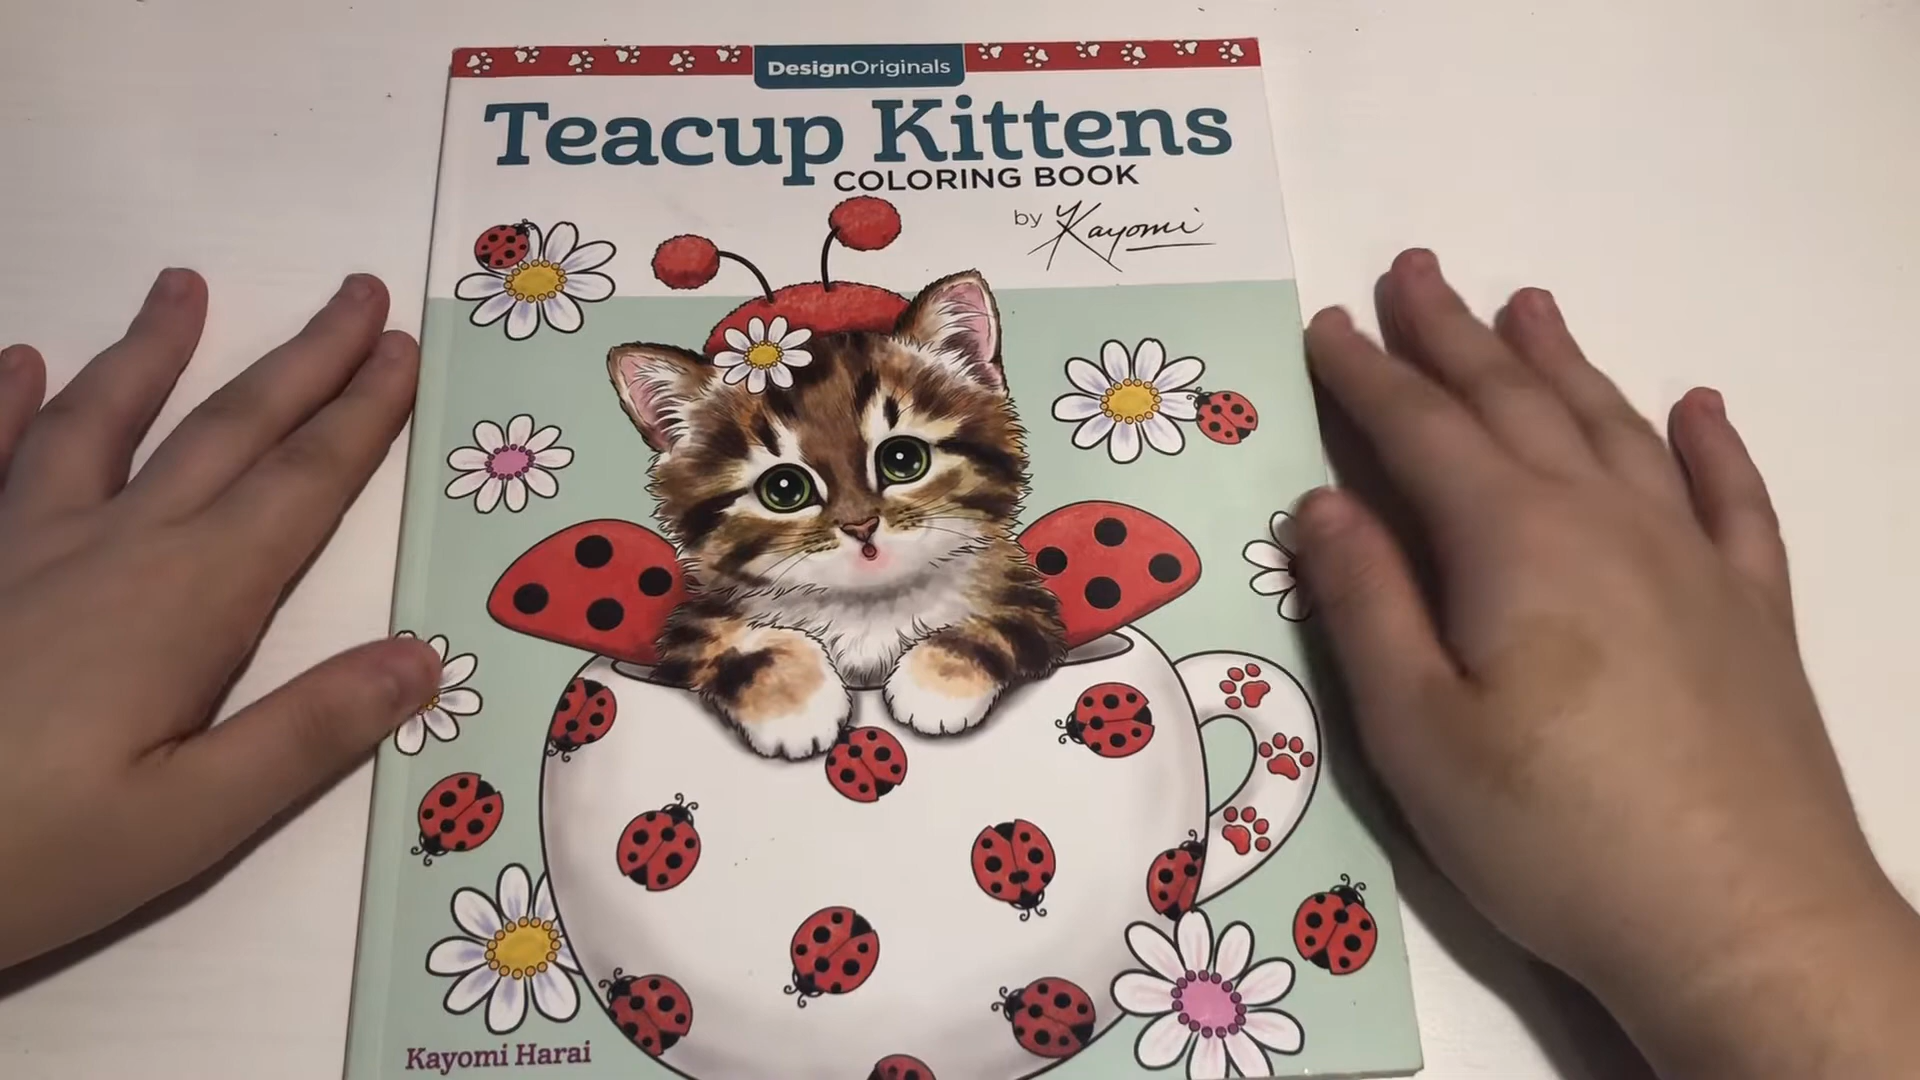 DesignOriginals
Teacup Kittens
COLORING BOOK
by Kayomi
Kayomi Harai